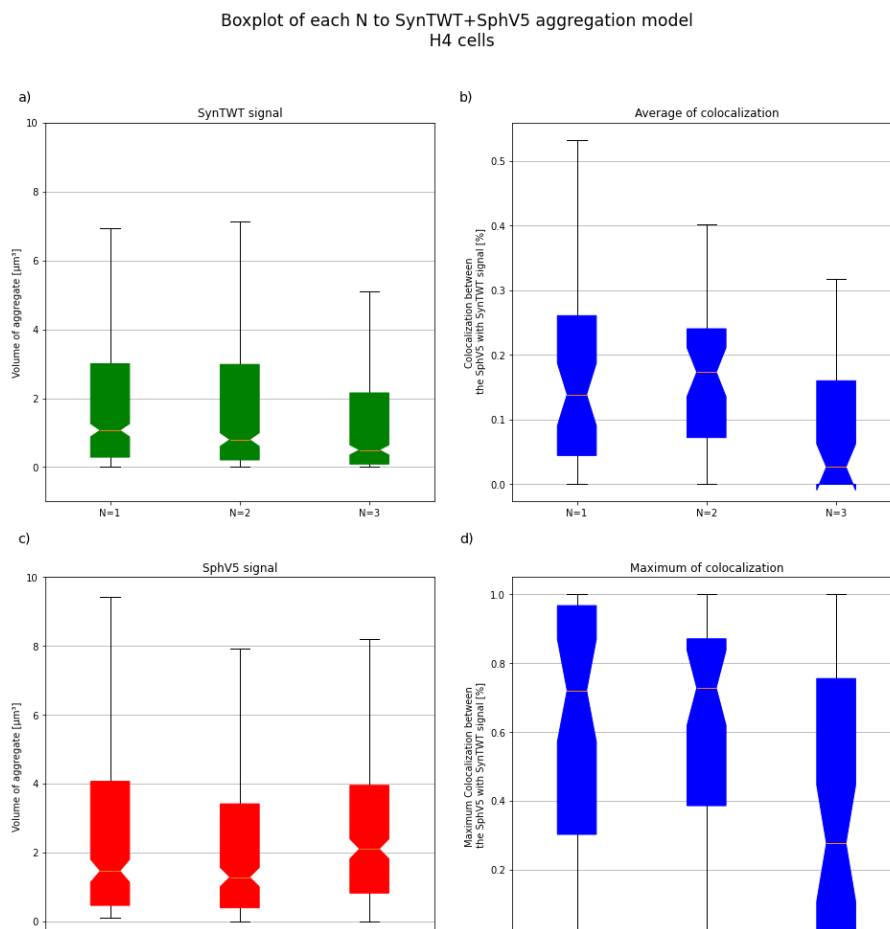 Boxplot of each N to SynTWT+SphV5 aggregation model
H4 cells
a)
SynTWT signal
Volume of aggregate [µm³]
10
8
6
4
2
0
N=1
N=2
N=3
b)
Average of colocalization
Colocalization between
the SphV5 with SynTWT signal [%]
0.5
0.4
0.3
0.2
0.1
0.0
N=1
N=2
N=3
c)
SphV5 signal
Volume of aggregate [µm³]
10
8
6
4
2
0
d)
Maximum of colocalization
Maximum Colocalization between
the SphV5 with SynTWT signal [%]
1.0
0.8
0.6
0.4
0.2